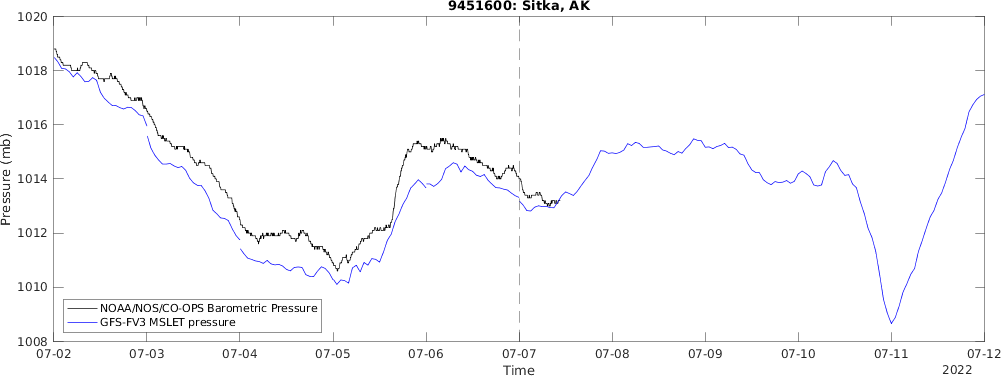 9451600: Sitka, AK
1020
1018
1016
1014
1012
1010
1008
Pressure (mb)
NOAA/NOS/CO-OPS Barometric Pressure
GFS-FV3 MSLET pressure
07-02 07-03 07-04 07-05 07-06 07-07 07-08 07-09 07-10 07-11 07-12
Time
2022